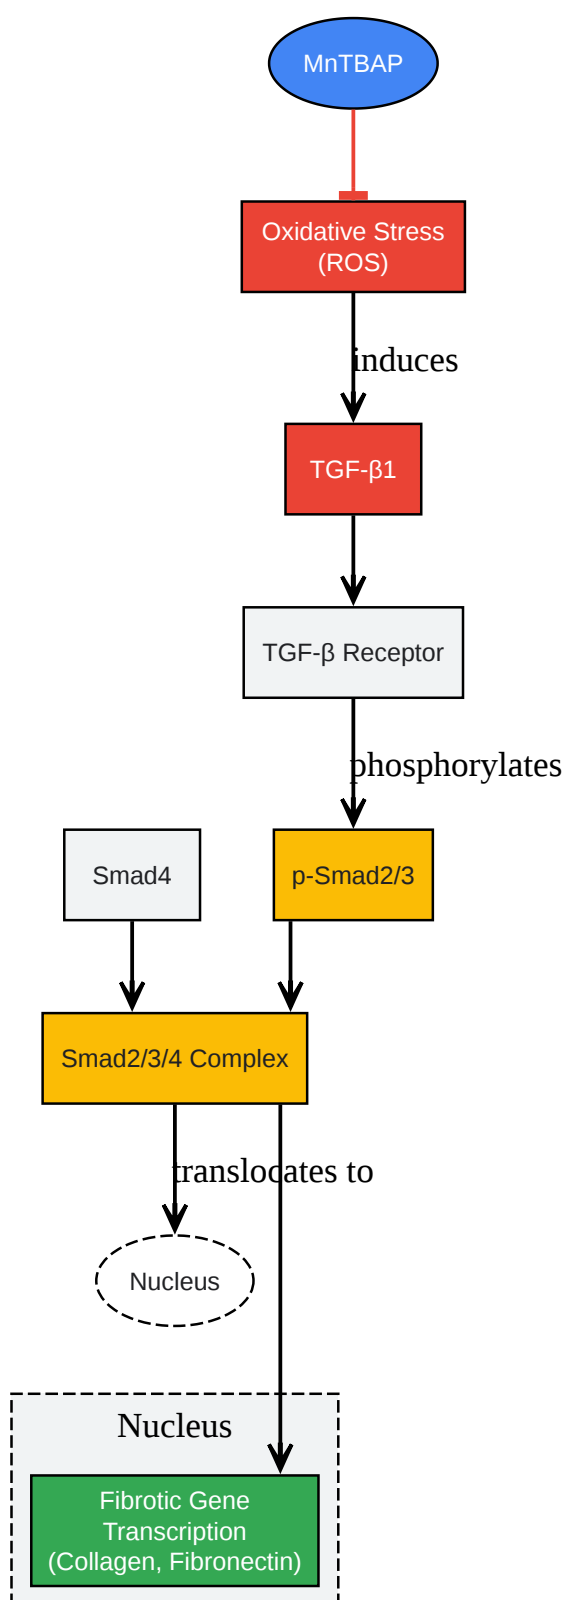 MnTBAP
Oxidative Stress
(ROS)
induces
TGF-β1
TGF-β Receptor
phosphorylates
Smad4
p-Smad2/3
Smad2/3/4 Complex
translocates to
Nucleus
Nucleus
Fibrotic Gene
Transcription
(Collagen, Fibronectin)